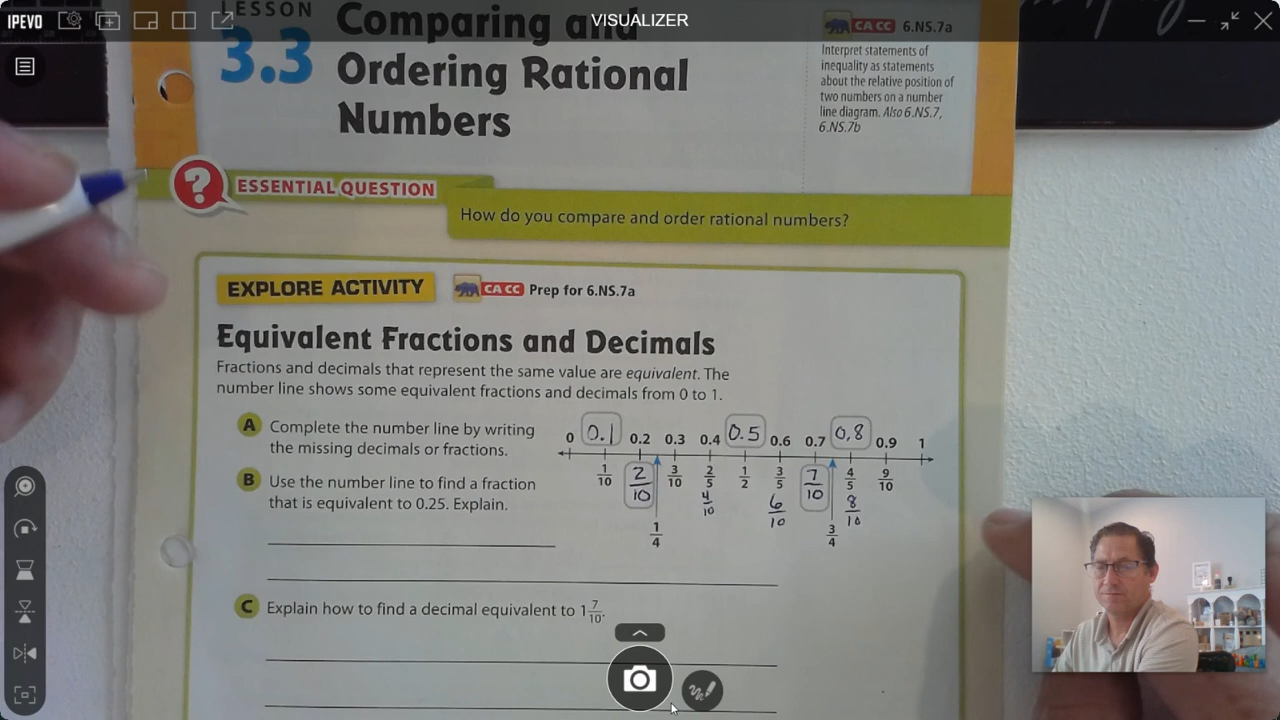 IPEVO
VISUALIZER
LESSON
3.3
Comparing and
Ordering Rational
Numbers
CA CC 6.NS.7a
Interpret statements of
inequality as statements
about the relative position of
two numbers on a number
line diagram. Also 6.NS.7,
6.NS.7b
?
ESSENTIAL QUESTION
How do you compare and order rational numbers?
EXPLORE ACTIVITY
CA CC Prep for 6.NS.7a
Equivalent Fractions and Decimals
Fractions and decimals that represent the same value are equivalent. The
number line shows some equivalent fractions and decimals from 0 to 1.
A Complete the number line by writing
the missing decimals or fractions.
B Use the number line to find a fraction
that is equivalent to 0.25. Explain.
0 0.1 0.2 0.3 0.4 0.5 0.6 0.7 0.8 0.9 1
1/10 2/10 3/10 2/5 1/2 3/5 7/10 4/5 9/10
4/10 6/10 8/10
1/4 3/4
C Explain how to find a decimal equivalent to 1 7/10.